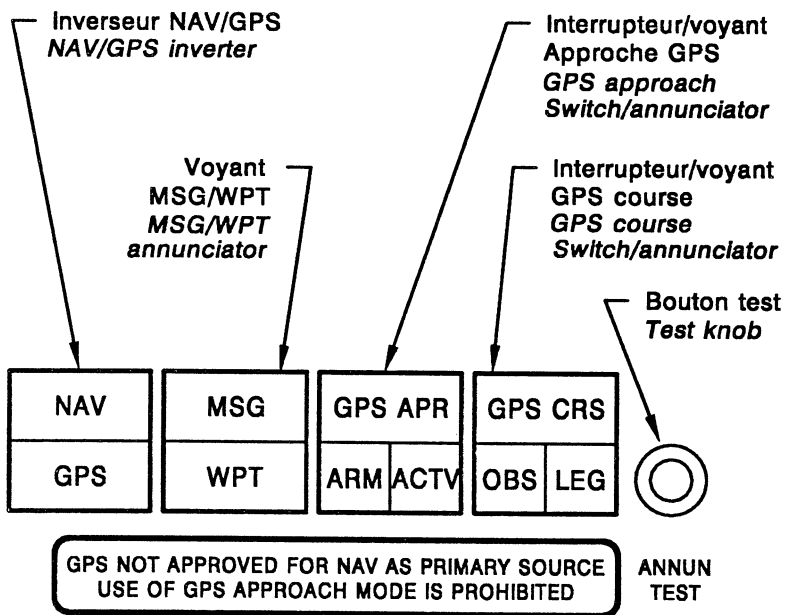 Inverseur NAV/GPS
NAV/GPS inverter
Interrupteur/voyant
Approche GPS
GPS approach
Switch/annunciator
Voyant
MSG/WPT
MSG/WPT
annunciator
Interrupteur/voyant
GPS course
GPS course
Switch/annunciator
Bouton test
Test knob
NAV
GPS
MSG
WPT
GPS APR
ARM ACTV
GPS CRS
OBS LEG
GPS NOT APPROVED FOR NAV AS PRIMARY SOURCE
USE OF GPS APPROACH MODE IS PROHIBITED
ANNUN
TEST